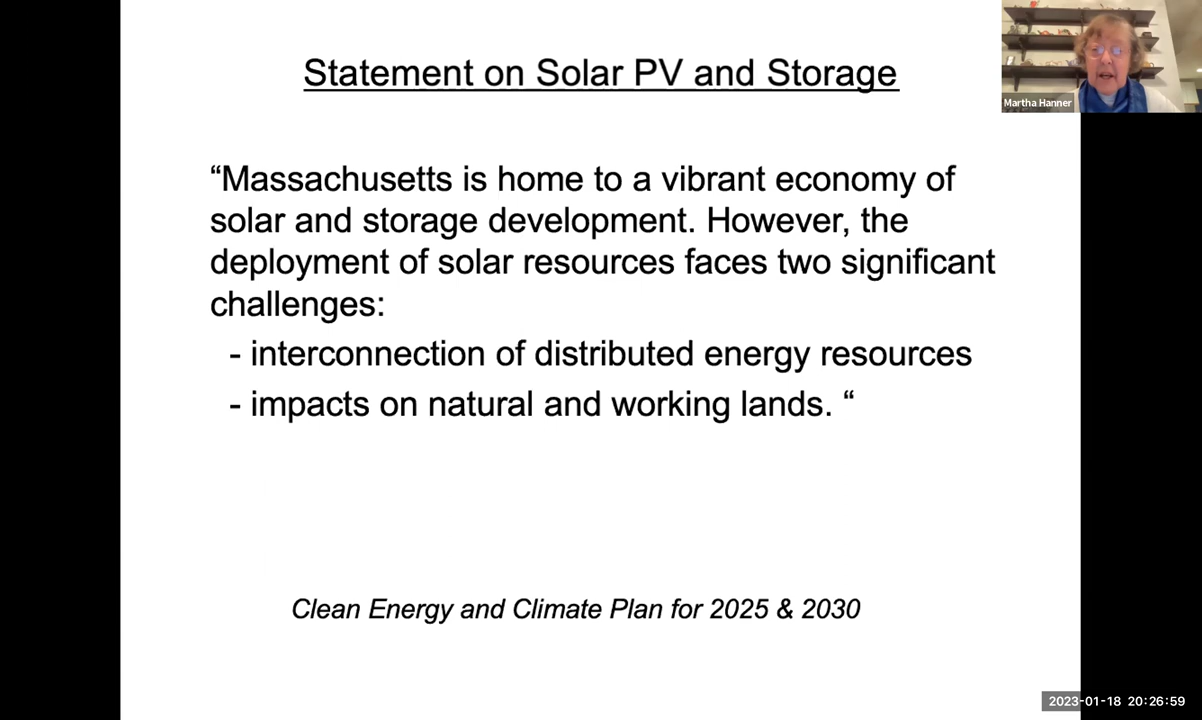 Statement on Solar PV and Storage
Martha Hanner
“Massachusetts is home to a vibrant economy of
solar and storage development. However, the
deployment of solar resources faces two significant
challenges:
- interconnection of distributed energy resources
- impacts on natural and working lands. “
Clean Energy and Climate Plan for 2025 & 2030
2023-01-18 20:26:59